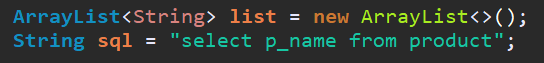 ArrayList<String> list = new ArrayList<>();
String sql = "select p_name from product";